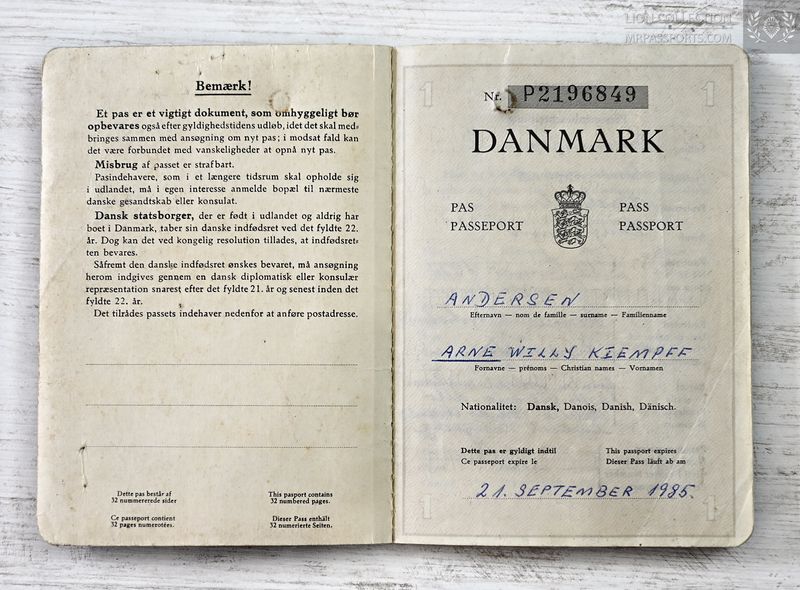 LION COLLECTION
MRPASSPORTS.COM
Bemærk!
Et pas er et vigtigt dokument, som omhyggeligt bør
opbevares også efter gyldighedstidens udløb, idet det skal med-
bringes sammen med ansøgning om nyt pas; i modsat fald kan
det være forbundet med vanskeligheder at opnå nyt pas.
Misbrug af passet er strafbart.
Pasindehavere, som i et længere tidsrum skal opholde sig
i udlandet, må i egen interesse anmelde bopæl til nærmeste
danske gesandtskab eller konsulat.
Dansk statsborger, der er født i udlandet og aldrig har
boet i Danmark, taber sin danske indfødsret ved det fyldte 22.
år. Dog kan det ved kongelig resolution tillades, at indfødsret-
ten bevares.
Såfremt den danske indfødsret ønskes bevaret, må ansøgning
herom indgives gennem en dansk diplomatisk eller konsulær
repræsentation snarest efter det fyldte 21. år og senest inden det
fyldte 22. år.
Det tilrådes passets indehaver nedenfor at anføre postadresse.
Dette pas består af
32 nummererede sider
This pasport contains
32 numbered pages.
Ce passeport contient
32 pages numerotées.
Dieser Pass enthält
32 numerierte Seiten.
1
1
Nr. P2196849
DANMARK
PAS
PASSEPORT
PASS
PASSPORT
ANDERSEN
Efternavn — nom de famille — surname — Familienname
ARNE WILLY KIEMPFF
Fornavne — prénoms — Christian names — Vornamen
Nationalitet: Dansk, Danois, Danish, Dänisch.
Dette pas er gyldigt indtil
Ce passeport expire le
This passport expires
Dieser Pass läuft ab am
21. SEPTEMBER 1985.
1
1